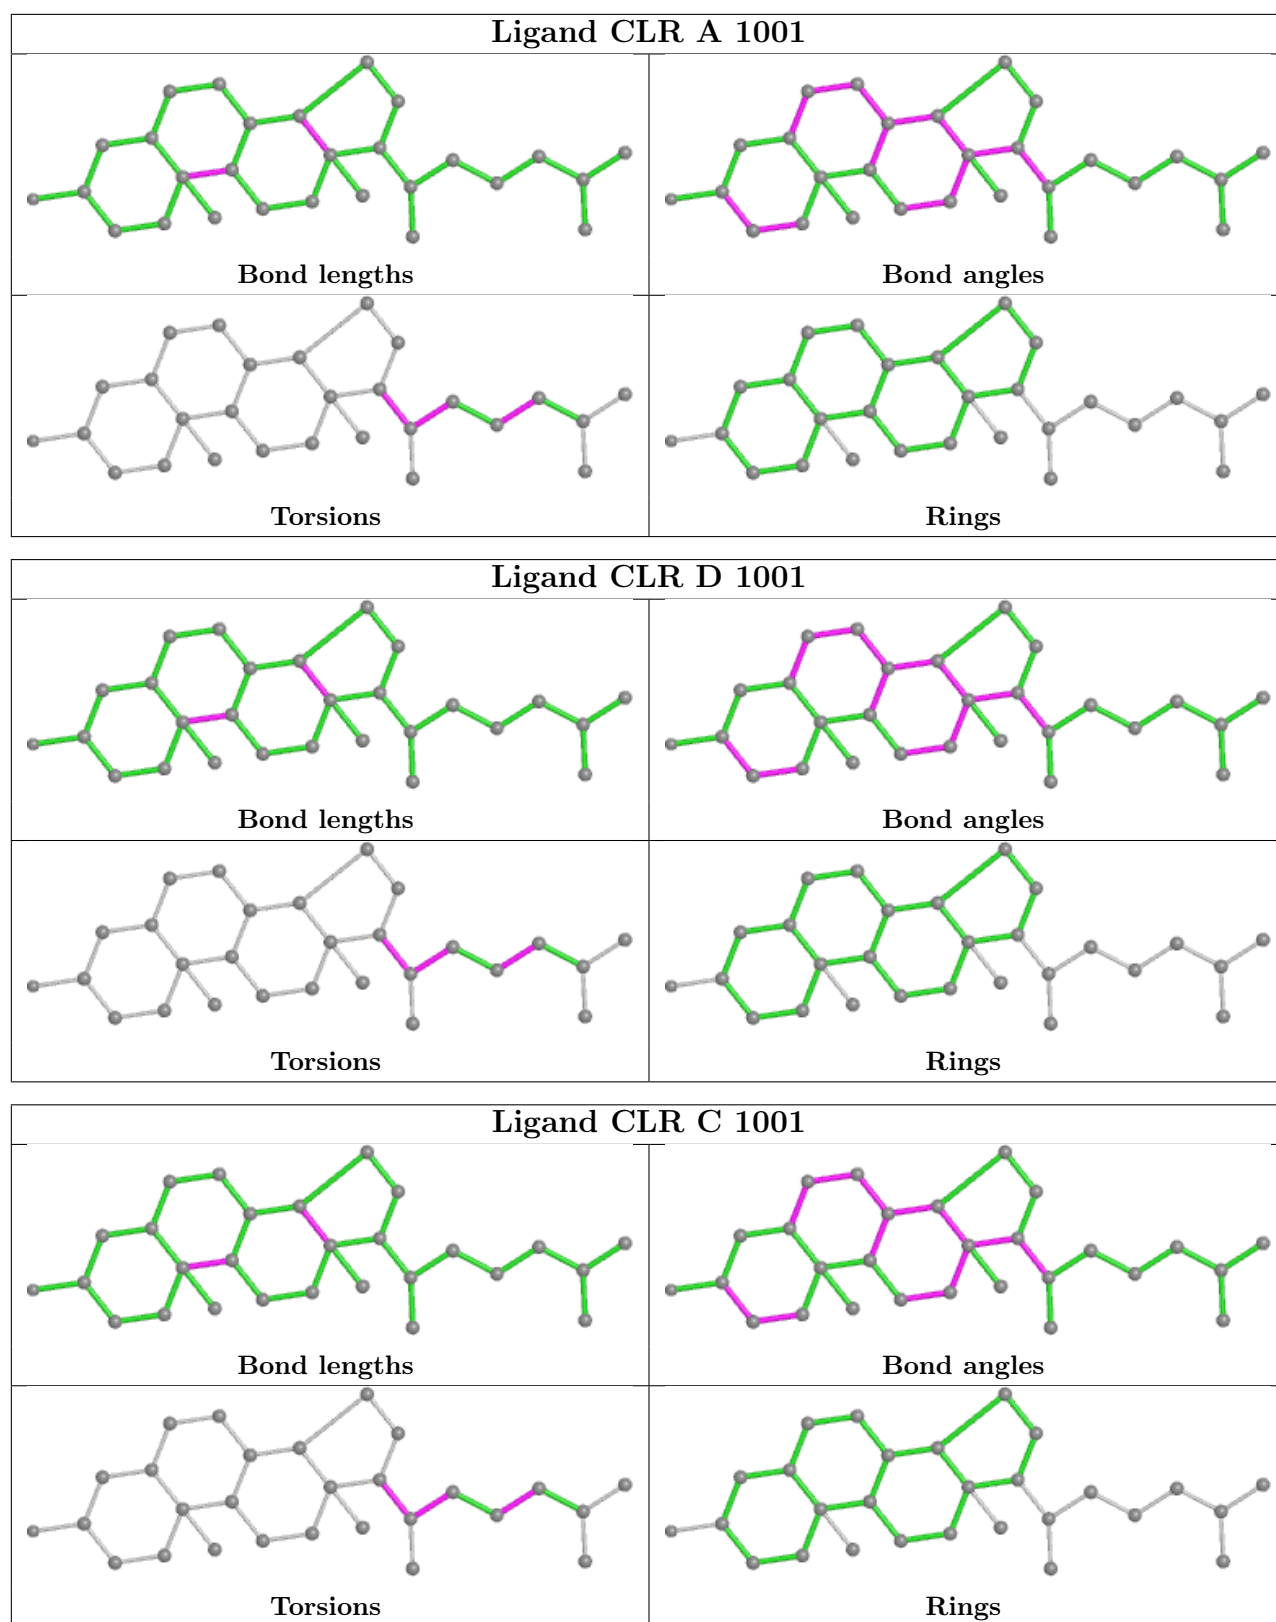 Ligand CLR A 1001
Bond lengths
Bond angles
Torsions
Rings
Ligand CLR D 1001
Bond lengths
Bond angles
Torsions
Rings
Ligand CLR C 1001
Bond lengths
Bond angles
Torsions
Rings